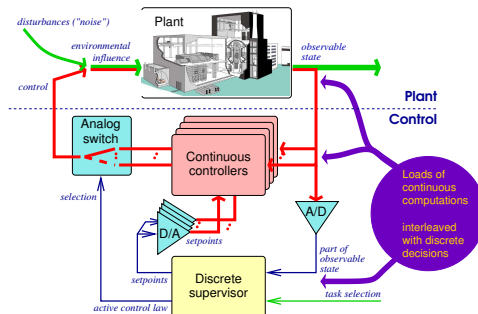 Plant
disturbances ("noise")
environmental
influence
observable
state
control
Plant
Control
Analog
switch
Continuous
controllers
Loads of
continuous
computations
interleaved with discrete
decisions
A/D
D/A
setpoints
selection
part of
observable
state
setpoints
Discrete
supervisor
task selection
active control law